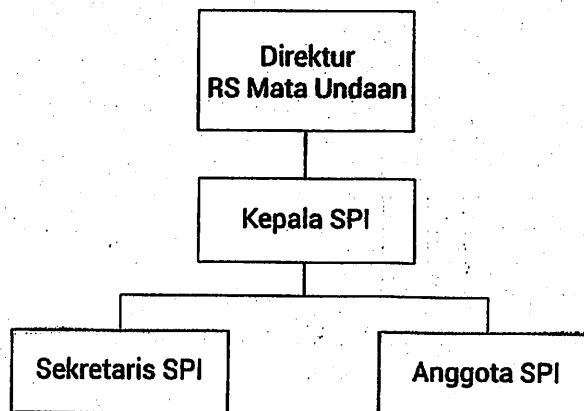 Direktur
RS Mata Undaan
Kepala SPI
Sekretaris SPI
Anggota SPI